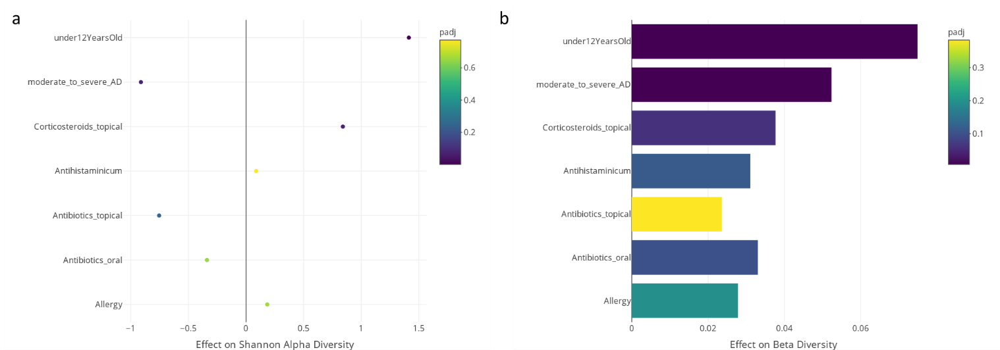 a
under12YearsOld
moderate_to_severe_AD
Corticosteroids_topical
Antihistaminicum
Antibiotics_topical
Antibiotics_oral
Allergy
−1
−0.5
0
0.5
1
1.5
Effect on Shannon Alpha Diversity
padj
0.6
0.4
0.2
b
under12YearsOld
moderate_to_severe_AD
Corticosteroids_topical
Antihistaminicum
Antibiotics_topical
Antibiotics_oral
Allergy
0
0.02
0.04
0.06
Effect on Beta Diversity
padj
0.3
0.2
0.1